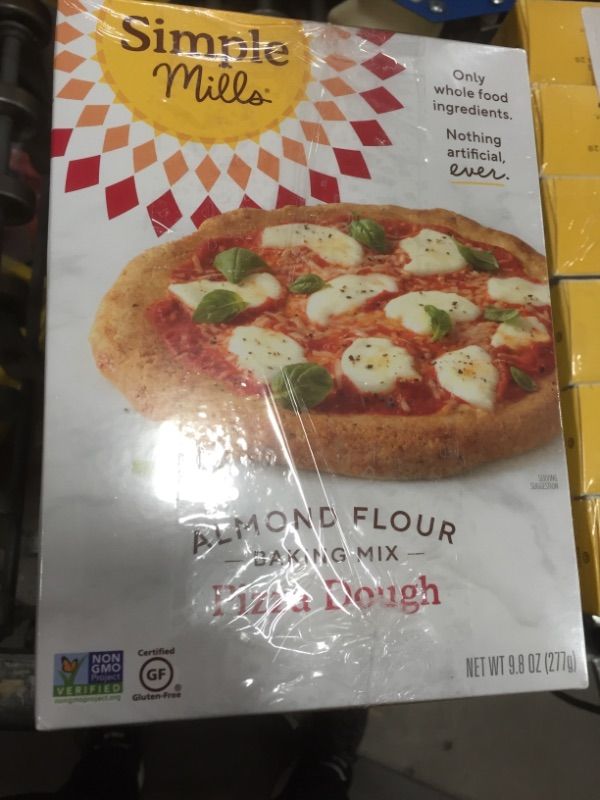 Simple
Mills
Only
whole food
ingredients.
Nothing
artificial,
ever.
SERVING
SUGGESTION
ALMOND FLOUR
BAKING MIX
Pizza Dough
NON
GMO
Project
VERIFIED
nongmoproject.org
Certified
GF
Gluten-Free
NET WT 9.8 OZ (277g)